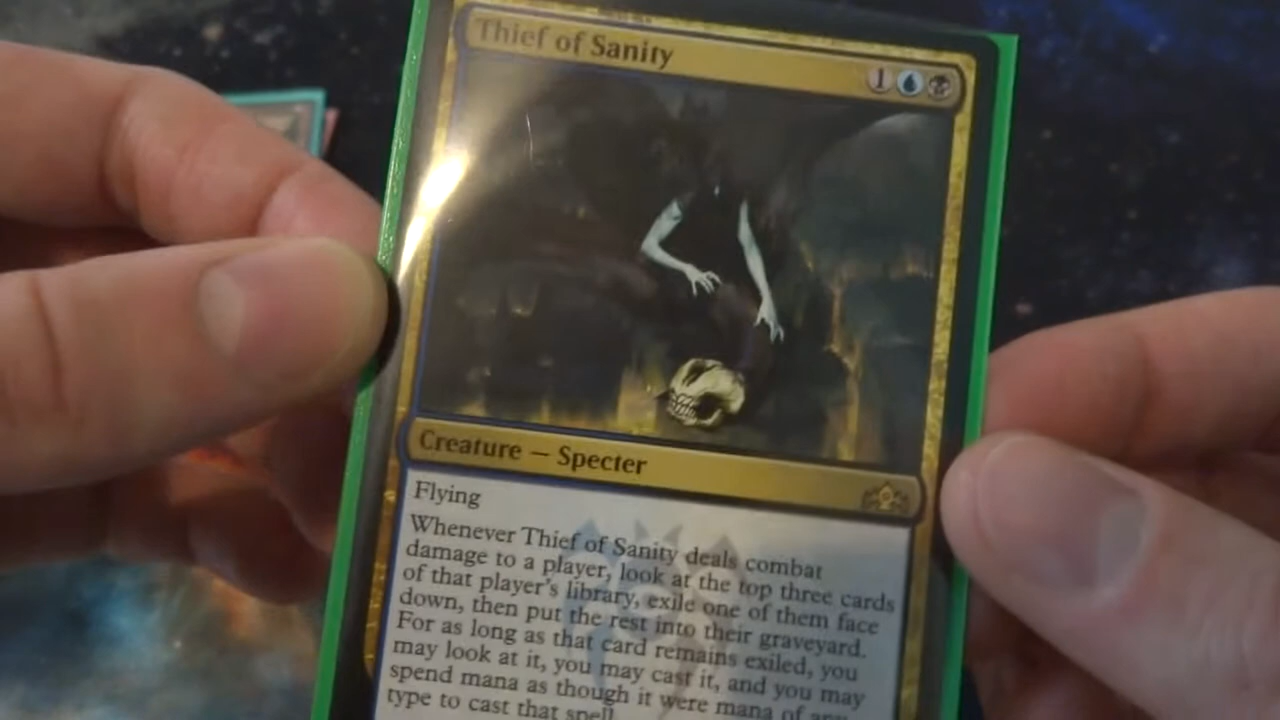 Thief of Sanity
1
Creature — Specter
Flying
Whenever Thief of Sanity deals combat
damage to a player, look at the top three cards
of that player's library, exile one of them face
down, then put the rest into their graveyard.
For as long as that card remains exiled, you
may look at it, you may cast it, and you may
spend mana as though it were mana of any
type to cast that spell.